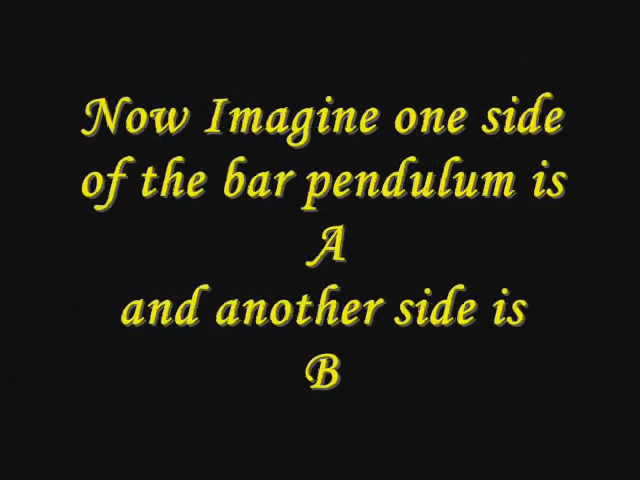 Now Imagine one side
of the bar pendulum is
A
and another side is
B